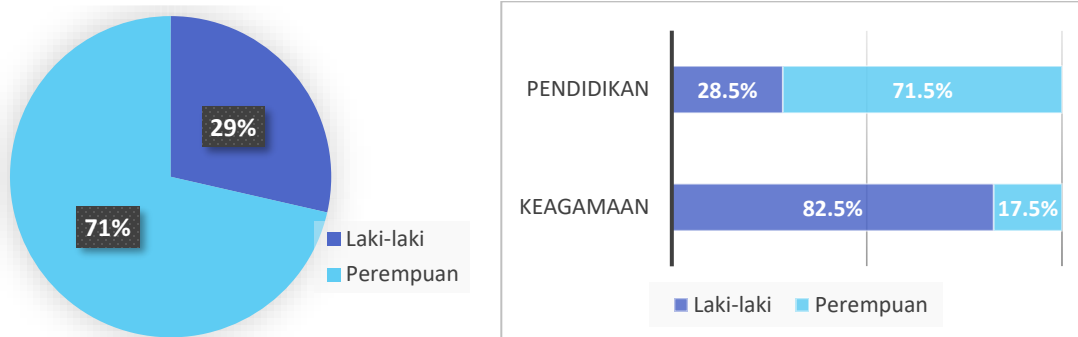 29%
71%
Laki-laki
Perempuan
PENDIDIKAN
28.5% 71.5%
KEAGAMAAN
82.5% 17.5%
Laki-laki Perempuan